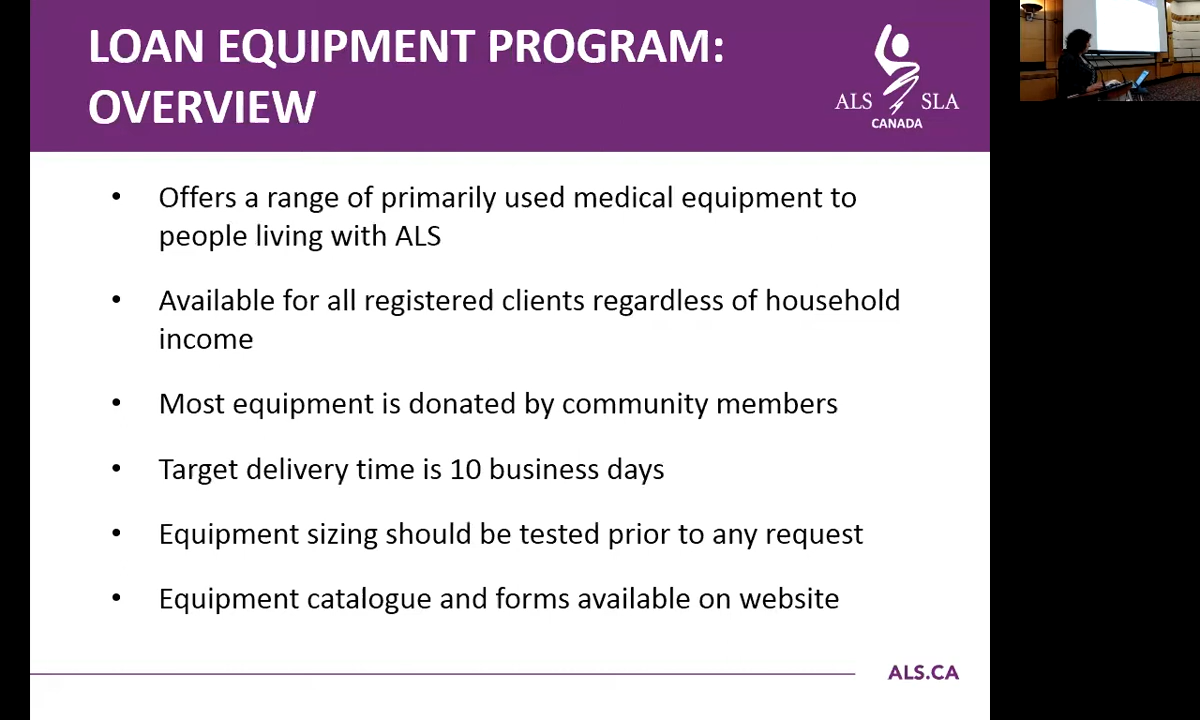 LOAN EQUIPMENT PROGRAM:
OVERVIEW
ALS SLA
CANADA
• Offers a range of primarily used medical equipment to
people living with ALS
• Available for all registered clients regardless of household
income
• Most equipment is donated by community members
• Target delivery time is 10 business days
• Equipment sizing should be tested prior to any request
• Equipment catalogue and forms available on website
ALS.CA